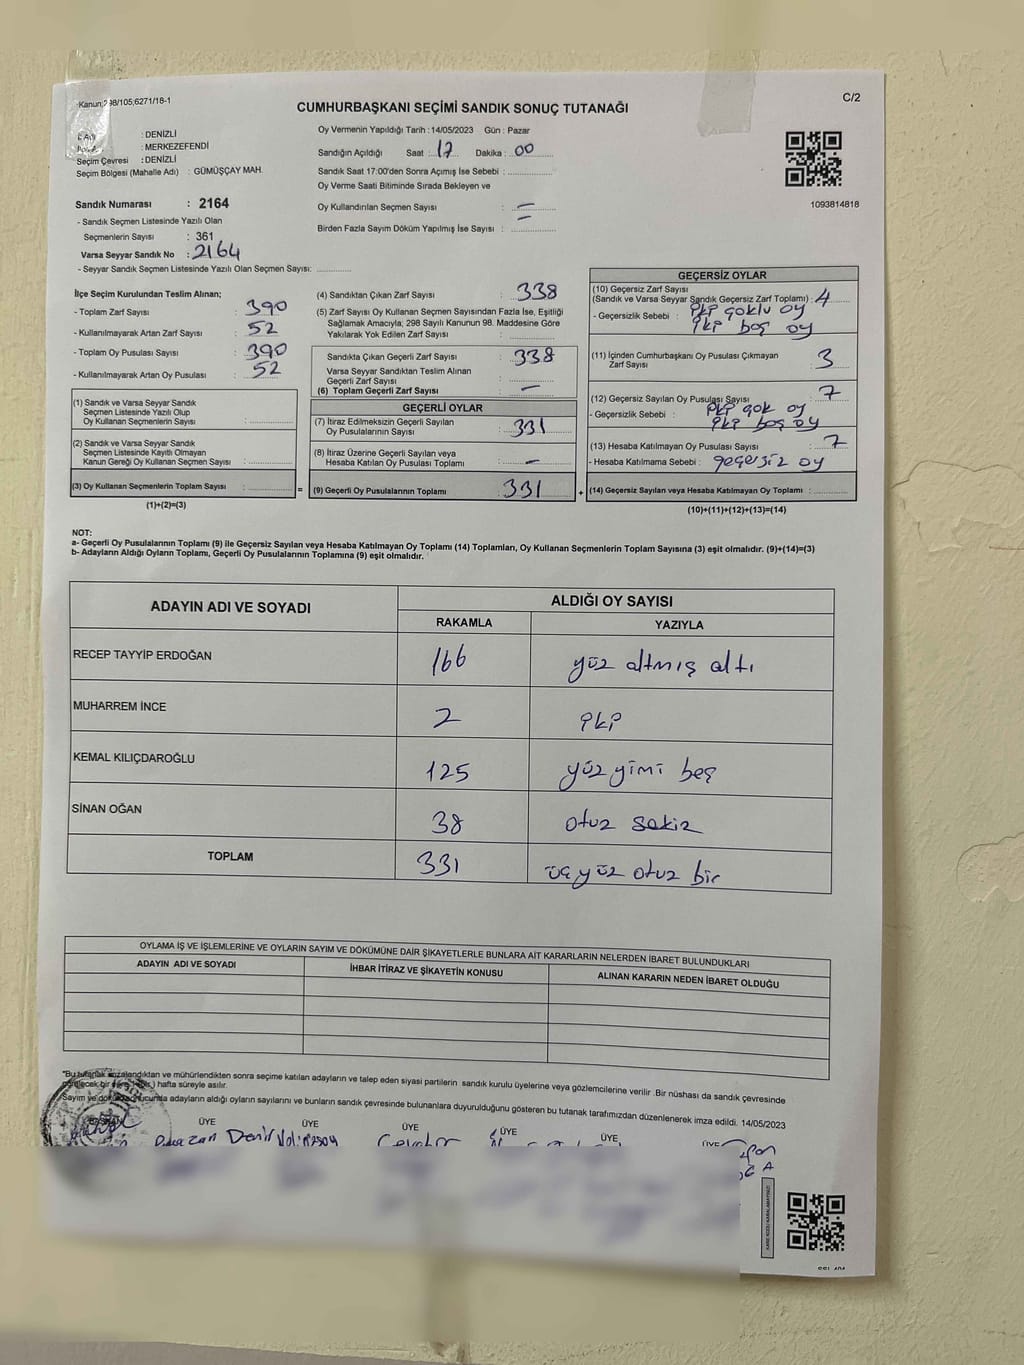 Kanun:298/105;6271/18-1
C/2
CUMHURBAŞKANI SEÇİMİ SANDIK SONUÇ TUTANAĞI
: DENİZLİ
: MERKEZEFENDİ
Seçim Çevresi : DENİZLİ
Seçim Bölgesi (Mahalle Adı) : GÜMÜŞÇAY MAH.
Oy Vermenin Yapıldığı Tarih : 14/05/2023 Gün : Pazar
Sandığın Açıldığı Saat : 17 Dakika : 00
Sandık Saat 17:00'den Sonra Açımış İse Sebebi :
Oy Verme Saati Bitiminde Sırada Bekleyen ve
Oy Kullandırılan Seçmen Sayısı : -
Birden Fazla Sayım Döküm Yapılmış İse Sayısı : -
1093814818
Sandık Numarası : 2164
- Sandık Seçmen Listesinde Yazılı Olan
Seçmenlerin Sayısı : 361
Varsa Seyyar Sandık No : 2164
- Seyyar Sandık Seçmen Listesinde Yazılı Olan Seçmen Sayısı:
İlçe Seçim Kurulundan Teslim Alınan;
- Toplam Zarf Sayısı : 390
- Kullanılmayarak Artan Zarf Sayısı : 52
- Toplam Oy Pusulası Sayısı : 390
- Kullanılmayarak Artan Oy Pusulası : 52
(1) Sandık ve Varsa Seyyar Sandık
Seçmen Listesinde Yazılı Olup
Oy Kullanan Seçmenlerin Sayısı :
(2) Sandık ve Varsa Seyyar Sandık
Seçmen Listesinde Kayıtlı Olmayan
Kanun Gereği Oy Kullanan Seçmen Sayısı :
(3) Oy Kullanan Seçmenlerin Toplam Sayısı :
(1)+(2)=(3)
=
(4) Sandıktan Çıkan Zarf Sayısı : 338
(5) Zarf Sayısı Oy Kullanan Seçmen Sayısından Fazla İse, Eşitliği
Sağlamak Amacıyla; 298 Sayılı Kanunun 98. Maddesine Göre
Yakılarak Yok Edilen Zarf Sayısı :
Sandıkta Çıkan Geçerli Zarf Sayısı : 338
Varsa Seyyar Sandıktan Teslim Alınan
Geçerli Zarf Sayısı :
(6) Toplam Geçerli Zarf Sayısı : -
GEÇERLİ OYLAR
(7) İtiraz Edilmeksizin Geçerli Sayılan
Oy Pusulalarının Sayısı : 331
(8) İtiraz Üzerine Geçerli Sayılan veya
Hesaba Katılan Oy Pusulası Toplamı : -
(9) Geçerli Oy Pusulalarının Toplamı : 331
+
GEÇERSİZ OYLAR
(10) Geçersiz Zarf Sayısı
(Sandık ve Varsa Seyyar Sandık Geçersiz Zarf Toplamı) : 4
- Geçersizlik Sebebi : iki çoklu oy
iki boş oy
(11) İçinden Cumhurbaşkanı Oy Pusulası Çıkmayan
Zarf Sayısı : 3
(12) Geçersiz Sayılan Oy Pusulası Sayısı : 7
- Geçersizlik Sebebi : iki çok oy
iki boş oy
(13) Hesaba Katılmayan Oy Pusulası Sayısı : 7
- Hesaba Katılmama Sebebi : geçersiz oy
(14) Geçersiz Sayılan veya Hesaba Katılmayan Oy Toplamı :
(10)+(11)+(12)+(13)=(14)
NOT:
a- Geçerli Oy Pusulalarının Toplamı (9) ile Geçersiz Sayılan veya Hesaba Katılmayan Oy Toplamı (14) Toplamları, Oy Kullanan Seçmenlerin Toplam Sayısına (3) eşit olmalıdır. (9)+(14)=(3)
b- Adayların Aldığı Oyların Toplamı, Geçerli Oy Pusulalarının Toplamına (9) eşit olmalıdır.
ADAYIN ADI VE SOYADI
ALDIĞI OY SAYISI
RAKAMLA YAZIYLA
RECEP TAYYİP ERDOĞAN 166 yüz altmış altı
MUHARREM İNCE 2 iki
KEMAL KILIÇDAROĞLU 125 yüz yimi beş
SİNAN OĞAN 38 otuz sekiz
TOPLAM 331 üçyüz otuz bir
OYLAMA İŞ VE İŞLEMLERİNE VE OYLARIN SAYIM VE DÖKÜMÜNE DAİR ŞİKAYETLERLE BUNLARA AİT KARARLARIN NELERDEN İBARET BULUNDUKLARI
ADAYIN ADI VE SOYADI İHBAR İTİRAZ VE ŞİKAYETİN KONUSU ALINAN KARARIN NEDEN İBARET OLDUĞU
"Bu tutanak imzalandıktan ve mühürlendikten sonra seçime katılan adayların ve talep eden siyasi partilerin sandık kurulu üyelerine veya gözlemcilerine verilir .Bir nüshası da sandık çevresinde
görülecek bir yere 1(bir) hafta süreyle asılır.
Sayım ve döküm sonucunda adayların aldığı oyların sayılarını ve bunların sandık çevresinde bulunanlara duyurulduğunu gösteren bu tutanak tarafımızdan düzenlenerek imza edildi. 14/05/2023
ÜYE ÜYE ÜYE ÜYE ÜYE ÜYE